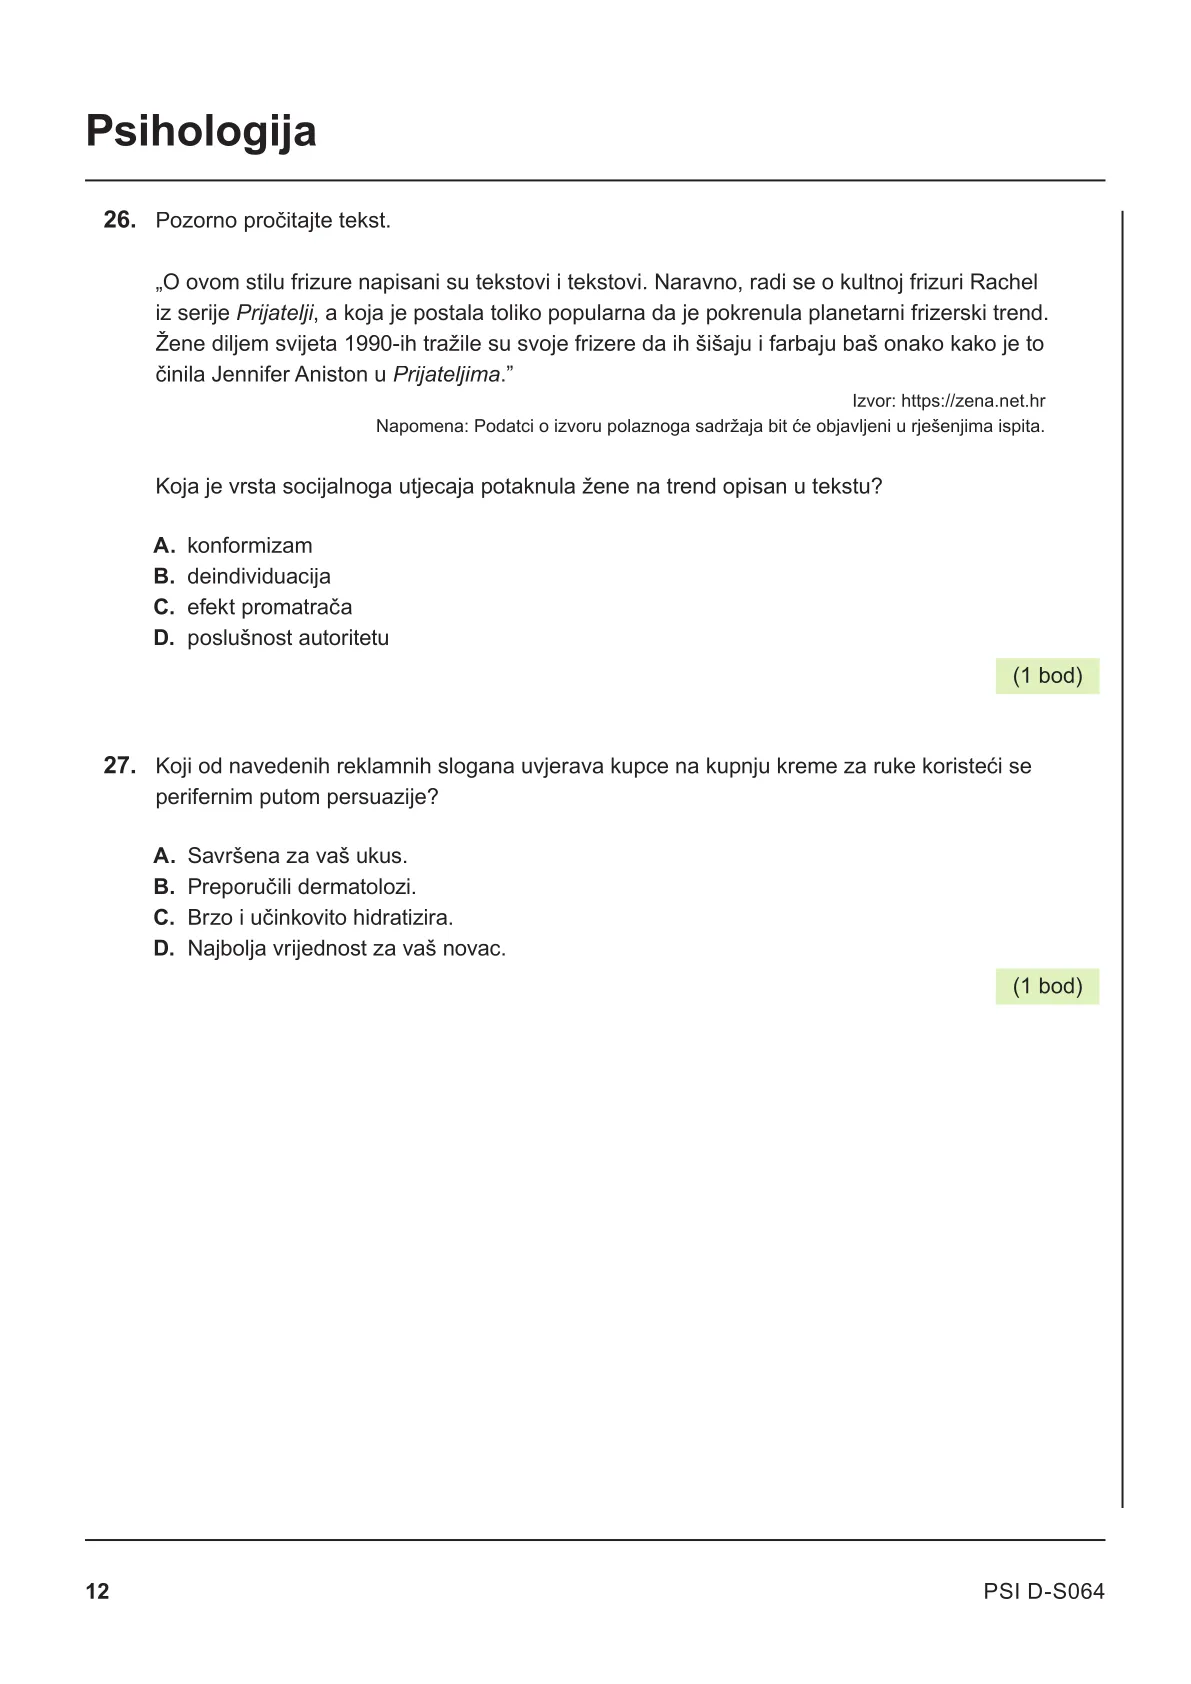 Psihologija
26. Pozorno pročitajte tekst.
„O ovom stilu frizure napisani su tekstovi i tekstovi. Naravno, radi se o kultnoj frizuri Rachel
iz serije Prijatelji, a koja je postala toliko popularna da je pokrenula planetarni frizerski trend.
Žene diljem svijeta 1990-ih tražile su svoje frizere da ih šišaju i farbaju baš onako kako je to
činila Jennifer Aniston u Prijateljima.”
Izvor: https://zena.net.hr
Napomena: Podatci o izvoru polaznoga sadržaja bit će objavljeni u rješenjima ispita.
Koja je vrsta socijalnoga utjecaja potaknula žene na trend opisan u tekstu?
A. konformizam
B. deindividuacija
C. efekt promatrača
D. poslušnost autoritetu
(1 bod)
27. Koji od navedenih reklamnih slogana uvjerava kupce na kupnju kreme za ruke koristeći se
perifernim putom persuazije?
A. Savršena za vaš ukus.
B. Preporučili dermatolozi.
C. Brzo i učinkovito hidratizira.
D. Najbolja vrijednost za vaš novac.
(1 bod)
12
PSI D-S064